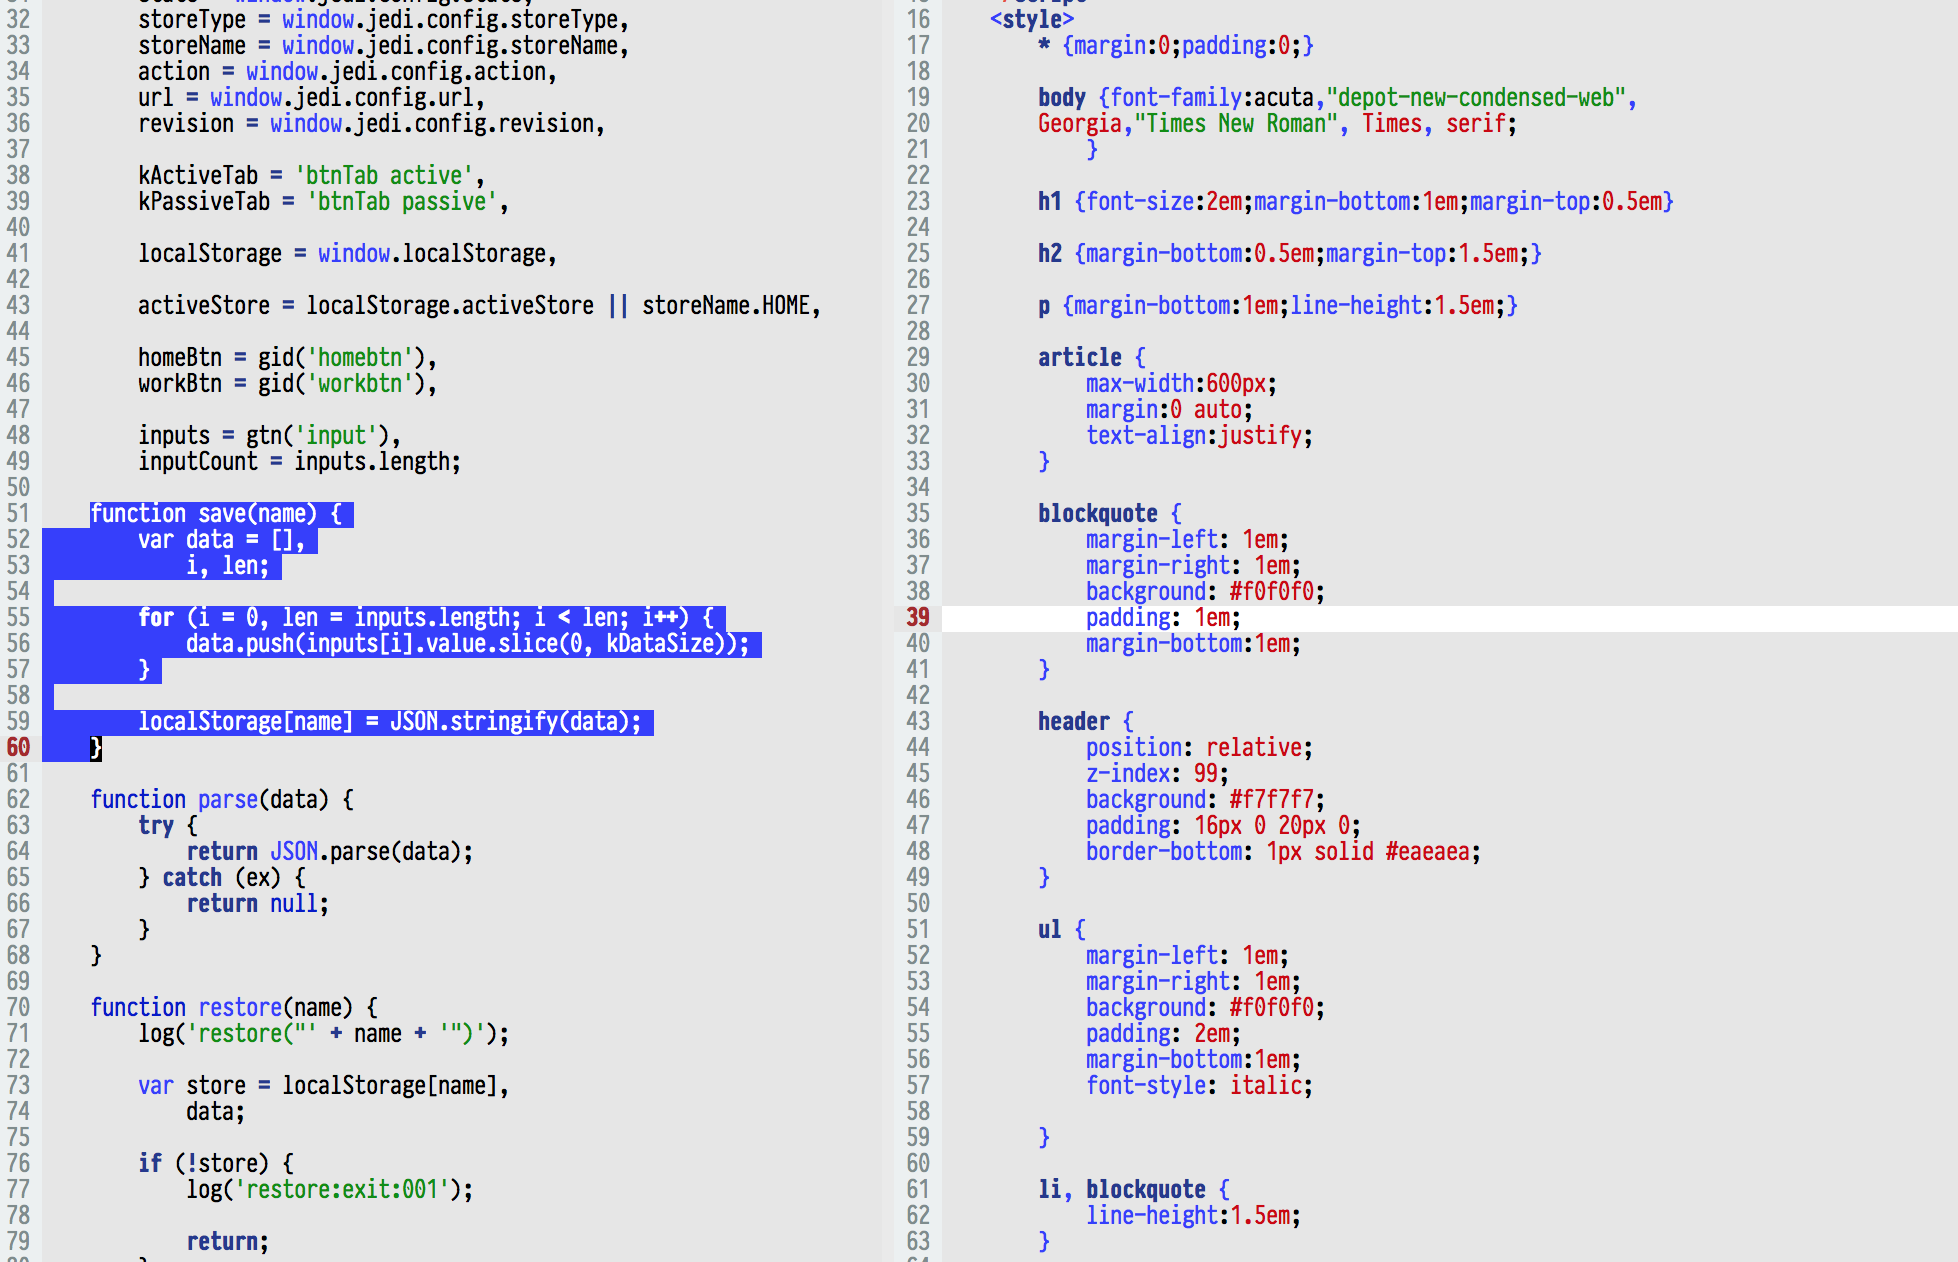 32         storeType = window.jedi.config.storeType,
33         storeName = window.jedi.config.storeName,
34         action = window.jedi.config.action,
35         url = window.jedi.config.url,
36         revision = window.jedi.config.revision,
37
38         kActiveTab = 'btnTab active',
39         kPassiveTab = 'btnTab passive',
40
41         localStorage = window.localStorage,
42
43         activeStore = localStorage.activeStore || storeName.HOME,
44
45         homeBtn = gid('homebtn'),
46         workBtn = gid('workbtn'),
47
48         inputs = gtn('input'),
49         inputCount = inputs.length;
50
51     function save(name) {
52         var data = [],
53             i, len;
54
55         for (i = 0, len = inputs.length; i < len; i++) {
56             data.push(inputs[i].value.slice(0, kDataSize));
57         }
58
59         localStorage[name] = JSON.stringify(data);
60     }
61
62     function parse(data) {
63         try {
64             return JSON.parse(data);
65         } catch (ex) {
66             return null;
67         }
68     }
69
70     function restore(name) {
71         log('restore("' + name + '")');
72
73         var store = localStorage[name],
74             data;
75
76         if (!store) {
77             log('restore:exit:001');
78
79             return;
16     <style>
17         * {margin:0;padding:0;}
18
19         body {font-family:acuta,"depot-new-condensed-web",
20         Georgia,"Times New Roman", Times, serif;
21             }
22
23         h1 {font-size:2em;margin-bottom:1em;margin-top:0.5em}
24
25         h2 {margin-bottom:0.5em;margin-top:1.5em;}
26
27         p {margin-bottom:1em;line-height:1.5em;}
28
29         article {
30             max-width:600px;
31             margin:0 auto;
32             text-align:justify;
33         }
34
35         blockquote {
36             margin-left: 1em;
37             margin-right: 1em;
38             background: #f0f0f0;
39             padding: 1em;
40             margin-bottom:1em;
41         }
42
43         header {
44             position: relative;
45             z-index: 99;
46             background: #f7f7f7;
47             padding: 16px 0 20px 0;
48             border-bottom: 1px solid #eaeaea;
49         }
50
51         ul {
52             margin-left: 1em;
53             margin-right: 1em;
54             background: #f0f0f0;
55             padding: 2em;
56             margin-bottom:1em;
57             font-style: italic;
58
59         }
60
61         li, blockquote {
62             line-height:1.5em;
63         }